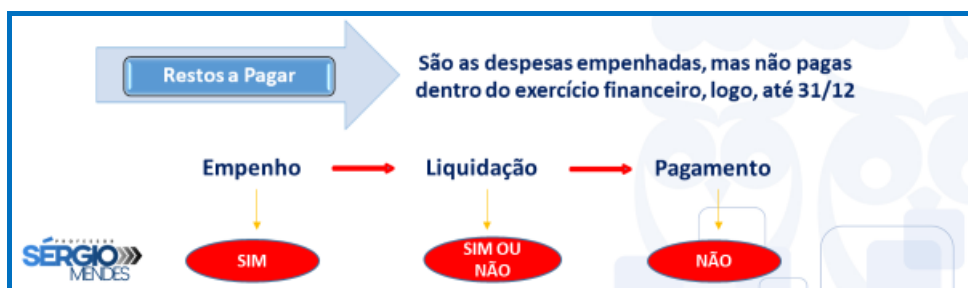 Restos a Pagar
São as despesas empenhadas, mas não pagas
dentro do exercício financeiro, logo, até 31/12
Empenho Liquidação Pagamento
SIM
SIM OU
NÃO
NÃO
PROFESSOR
SÉRGIO
MENDES